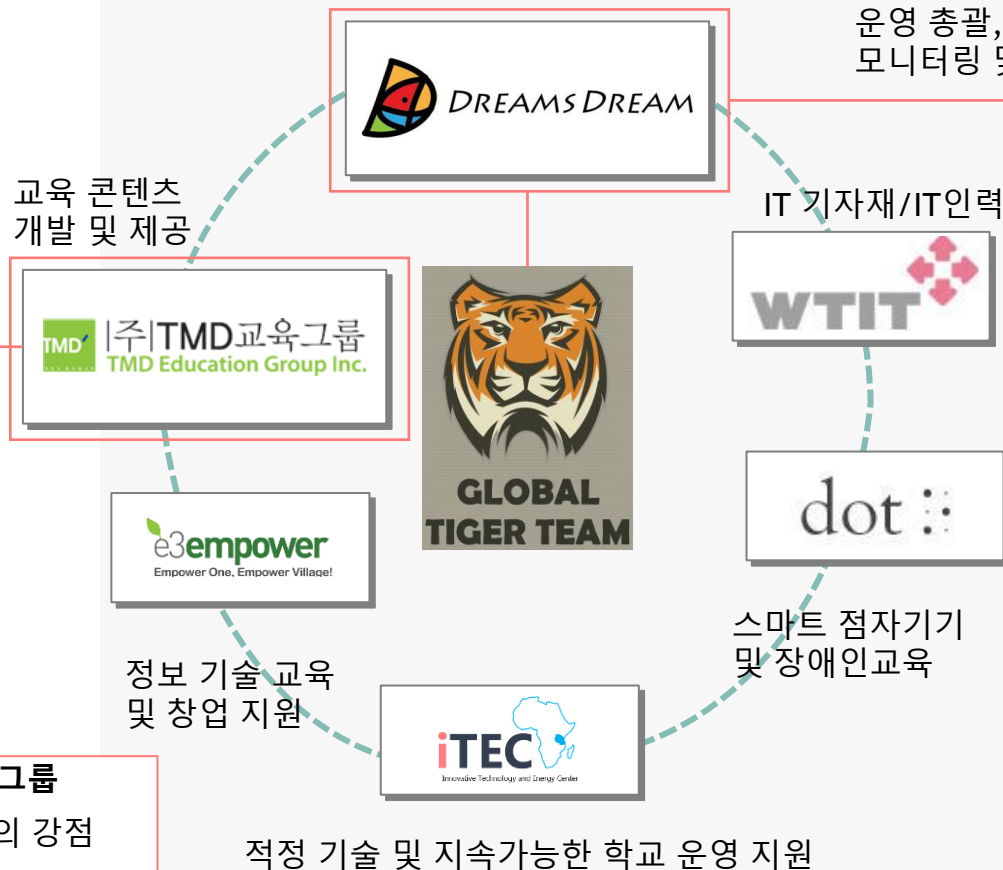 운영 총괄,
모니터링 및
DREAMSDREAM
교육 콘텐츠
개발 및 제공
IT 기자재/IT인력
WTIT
TMD' |주|TMD교육그룹
TMD Education Group Inc.
GLOBAL
TIGER TEAM
dot
e3empower
Empower One, Empower Village!
스마트 점자기기
및 장애인교육
정보 기술 교육
및 창업 지원
iTEC
Innovative Technology and Energy Center
그룹
의 강점
적정 기술 및 지속가능한 학교 운영 지원